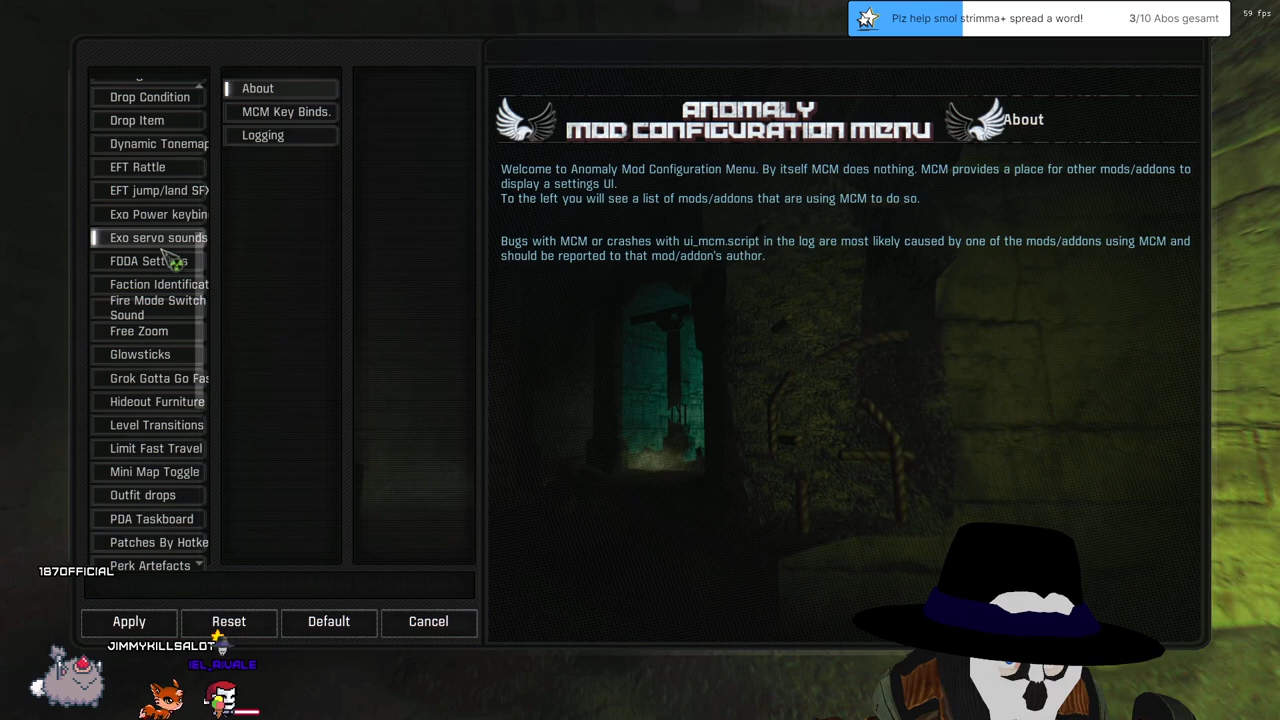 Plz help smol strimma+ spread a word!
3/10 Abos gesamt
59 fps
Drop Condition
Drop Item
Dynamic Tonemap
EFT Rattle
EFT jump/land SFX
Exo Power keybin
Exo servo sounds
FDDA
Faction Identificat
Fire Mode Switch
Sound
Free Zoom
Glowsticks
Grok Gotta Go Fas
Hideout Furniture
Level Transitions
Limit Fast Travel
Mini Map Toggle
Outfit drops
PDA Taskboard
Patches By Hotke
Perk Artefacts
About
MCM Key Binds.
Logging
ANOMALY
MOD CONFIGURATION MENU
About
Welcome to Anomaly Mod Configuration Menu. By itself MCM does nothing. MCM provides a place for other mods/addons to
display a settings UI.
To the left you will see a list of mods/addons that are using MCM to do so.
Bugs with MCM or crashes with ui_mcm.script in the log are most likely caused by one of the mods/addons using MCM and
should be reported to that mod/addon's author.
Apply
Reset
Default
Cancel
187OFFICIAL
JIMMYKILLSALOT
IEL_RIVALE